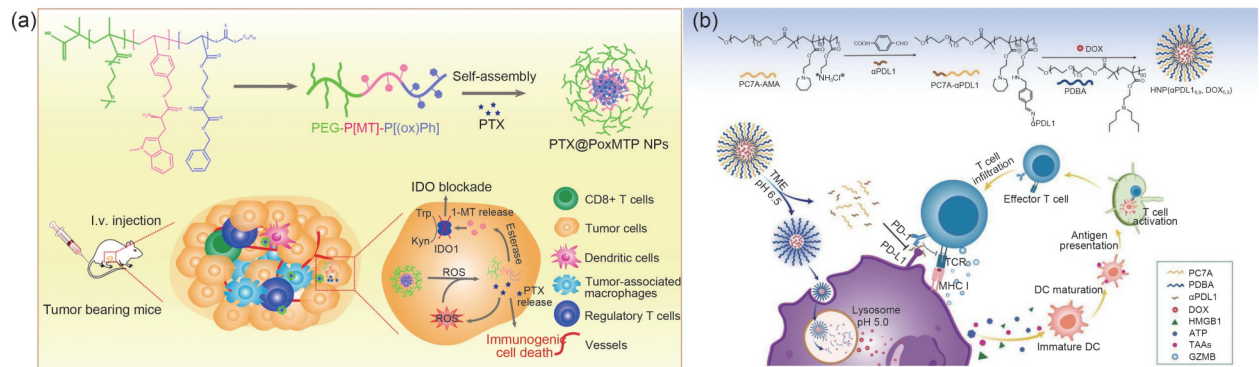 (a)
Self-assembly
PTX
PEG-P[MT]-P[(ox)Ph]
PTX@PoxMTP NPs
I.v. injection
Tumor bearing mice
IDO blockade
Trp
1-MT release
Kyn
IDO1
Esterase
ROS
PTX
release
ROS
Immunogenic
cell death
CD8+ T cells
Tumor cells
Dendritic cells
Tumor-associated
macrophages
Regulatory T cells
Vessels
(b)
PC7A-AMA
αPDL1
PC7A-αPDL1
αPDL1
DOX
PDBA
TME
pH 6.5
T cell
infiltration
Effector T cell
T cell
activation
Antigen
presentation
DC maturation
Immature DC
PD-1
PD-L1
TCR
MHC I
Lysosome
pH 5.0
PC7A
PDBA
αPDL1
DOX
HMGB1
ATP
TAAs
GZMB